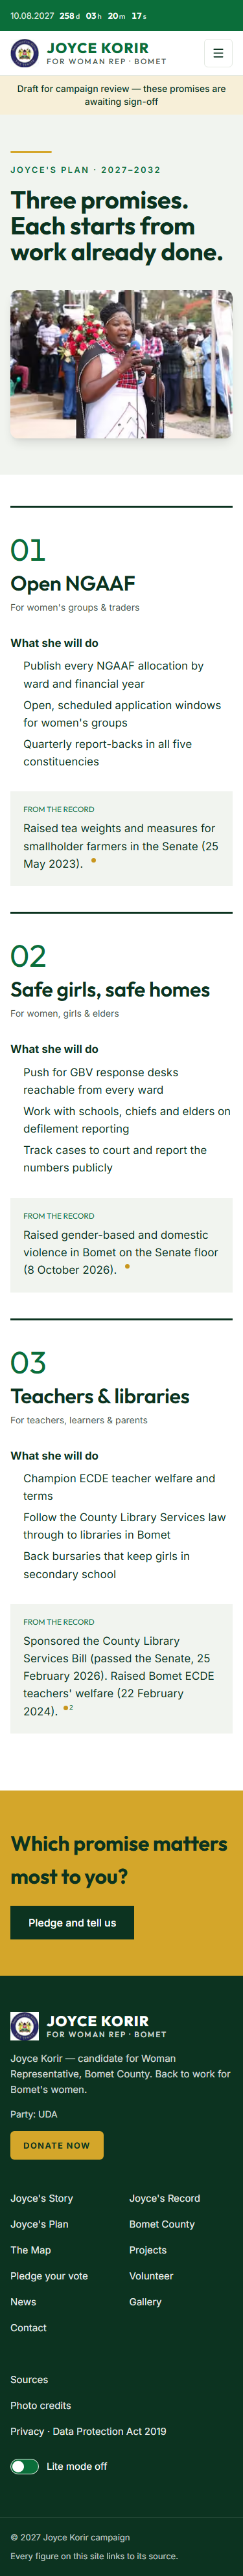 10.08.2027 258 d 03 h 20 m 17 s
JOYCE KORIR
FOR WOMAN REP · BOMET
Draft for campaign review — these promises are
awaiting sign-off
JOYCE'S PLAN · 2027–2032
Three promises.
Each starts from
work already done.
01
Open NGAAF
For women's groups & traders
What she will do
Publish every NGAAF allocation by
ward and financial year
Open, scheduled application windows
for women's groups
Quarterly report-backs in all five
constituencies
FROM THE RECORD
Raised tea weights and measures for
smallholder farmers in the Senate (25
May 2023).
02
Safe girls, safe homes
For women, girls & elders
What she will do
Push for GBV response desks
reachable from every ward
Work with schools, chiefs and elders on
defilement reporting
Track cases to court and report the
numbers publicly
FROM THE RECORD
Raised gender-based and domestic
violence in Bomet on the Senate floor
(8 October 2026).
03
Teachers & libraries
For teachers, learners & parents
What she will do
Champion ECDE teacher welfare and
terms
Follow the County Library Services law
through to libraries in Bomet
Back bursaries that keep girls in
secondary school
FROM THE RECORD
Sponsored the County Library
Services Bill (passed the Senate, 25
February 2026). Raised Bomet ECDE
teachers' welfare (22 February
2024). 2
Which promise matters
most to you?
Pledge and tell us
JOYCE KORIR
FOR WOMAN REP · BOMET
Joyce Korir — candidate for Woman
Representative, Bomet County. Back to work for
Bomet's women.
Party: UDA
DONATE NOW
Joyce's Story Joyce's Record
Joyce's Plan Bomet County
The Map Projects
Pledge your vote Volunteer
News Gallery
Contact
Sources
Photo credits
Privacy · Data Protection Act 2019
Lite mode off
© 2027 Joyce Korir campaign
Every figure on this site links to its source.